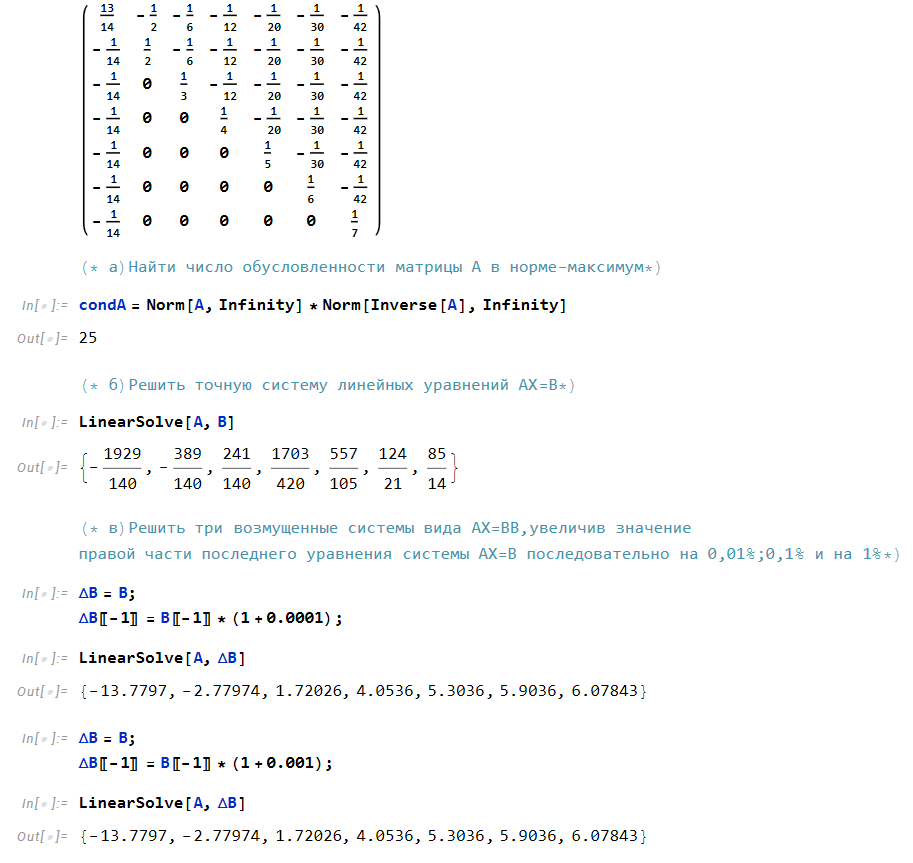 13/14 -1/2 -1/6 -1/12 -1/20 -1/30 -1/42
-1/14 1/2 -1/6 -1/12 -1/20 -1/30 -1/42
-1/14 0 1/3 -1/12 -1/20 -1/30 -1/42
-1/14 0 0 1/4 -1/20 -1/30 -1/42
-1/14 0 0 0 1/5 -1/30 -1/42
-1/14 0 0 0 0 1/6 -1/42
-1/14 0 0 0 0 0 1/7
(* а)Найти число обусловленности матрицы А в норме-максимум*)
In[ ]:= condA = Norm[A, Infinity] * Norm[Inverse[A], Infinity]
Out[ ]= 25
(* б)Решить точную систему линейных уравнений AX=B*)
In[ ]:= LinearSolve[A, B]
Out[ ]= {-1929/140, -389/140, 241/140, 1703/420, 557/105, 124/21, 85/14}
(* в)Решить три возмущенные системы вида AX=BB,увеличив значение
правой части последнего уравнения системы AX=B последовательно на 0,01%;0,1% и на 1%*)
In[ ]:= ΔB = B;
ΔB〚-1〛 = B〚-1〛 * (1 + 0.0001);
In[ ]:= LinearSolve[A, ΔB]
Out[ ]= {-13.7797, -2.77974, 1.72026, 4.0536, 5.3036, 5.9036, 6.07843}
In[ ]:= ΔB = B;
ΔB〚-1〛 = B〚-1〛 * (1 + 0.001);
In[ ]:= LinearSolve[A, ΔB]
Out[ ]= {-13.7797, -2.77974, 1.72026, 4.0536, 5.3036, 5.9036, 6.07843}